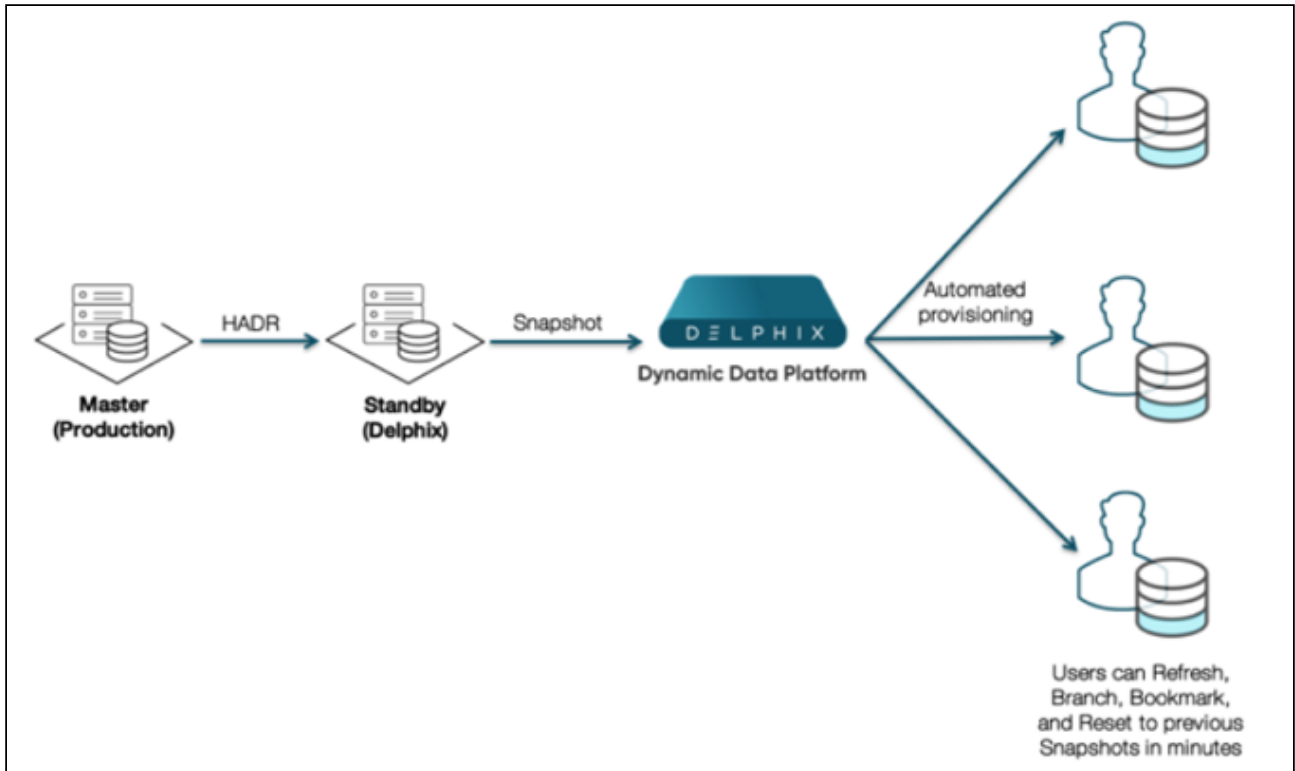 HADR
Master
(Production)
Standby
(Delphix)
Snapshot
DELPHIX
Dynamic Data Platform
Automated
provisioning
Users can Refresh,
Branch, Bookmark,
and Reset to previous
Snapshots in minutes